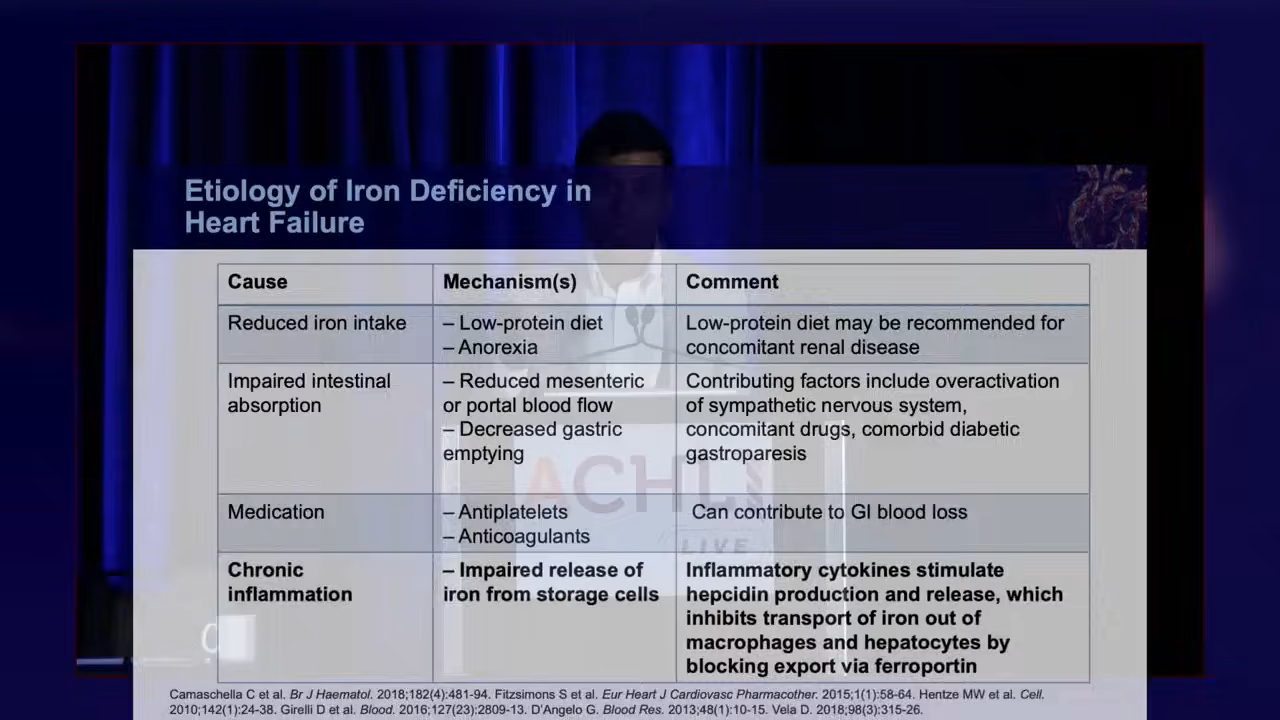 Etiology of Iron Deficiency in
Heart Failure
Cause
Mechanism(s)
Comment
Reduced iron intake
– Low-protein diet
– Anorexia
Low-protein diet may be recommended for
concomitant renal disease
Impaired intestinal
absorption
– Reduced mesenteric
or portal blood flow
– Decreased gastric
emptying
Contributing factors include overactivation
of sympathetic nervous system,
concomitant drugs, comorbid diabetic
gastroparesis
ACHL
LIVE
Medication
– Antiplatelets
– Anticoagulants
Can contribute to GI blood loss
Chronic
inflammation
– Impaired release of
iron from storage cells
Inflammatory cytokines stimulate
hepcidin production and release, which
inhibits transport of iron out of
macrophages and hepatocytes by
blocking export via ferroportin
Camaschella C et al. Br J Haematol. 2018;182(4):481-94. Fitzsimons S et al. Eur Heart J Cardiovasc Pharmacother. 2015;1(1):58-64. Hentze MW et al. Cell.
2010;142(1):24-38. Girelli D et al. Blood. 2016;127(23):2809-13. D'Angelo G. Blood Res. 2013;48(1):10-15. Vela D. 2018;98(3):315-26.